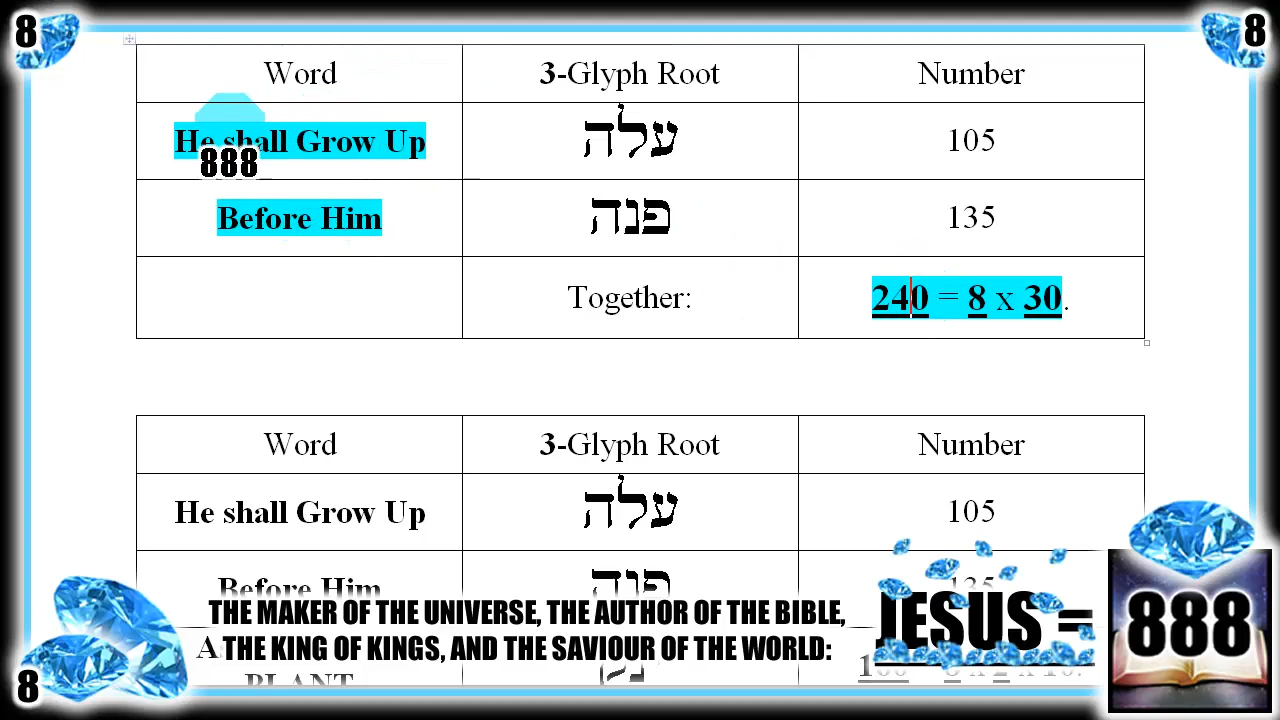 8 8
Word 3-Glyph Root Number
He shall Grow Up עלה 105
888
Before Him פנה 135
Together: 240 = 8 x 30.
Word 3-Glyph Root Number
He shall Grow Up עלה 105
Before Him פנה 135
THE MAKER OF THE UNIVERSE, THE AUTHOR OF THE BIBLE,
THE KING OF KINGS, AND THE SAVIOUR OF THE WORLD:
JESUS = 888
PLANT
8